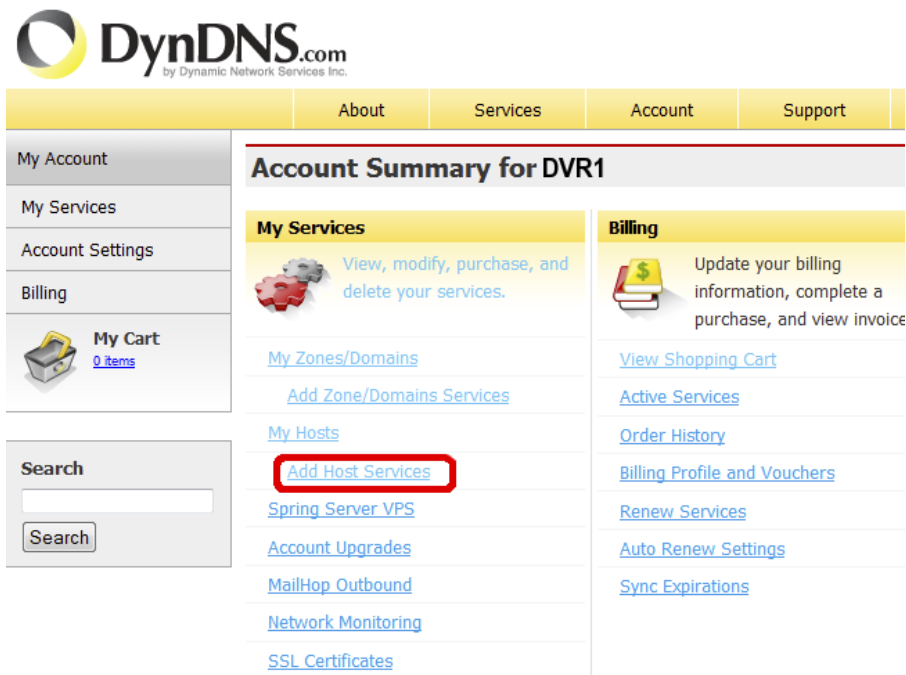 DynDNS.com
by Dynamic Network Services Inc.
About Services Account Support
My Account
My Services
Account Settings
Billing
My Cart
0 items
Search
Search
Account Summary for DVR1
My Services
View, modify, purchase, and
delete your services.
My Zones/Domains
Add Zone/Domains Services
My Hosts
Add Host Services
Spring Server VPS
Account Upgrades
MailHop Outbound
Network Monitoring
SSL Certificates
Billing
$
Update your billing
information, complete a
purchase, and view invoice
View Shopping Cart
Active Services
Order History
Billing Profile and Vouchers
Renew Services
Auto Renew Settings
Sync Expirations